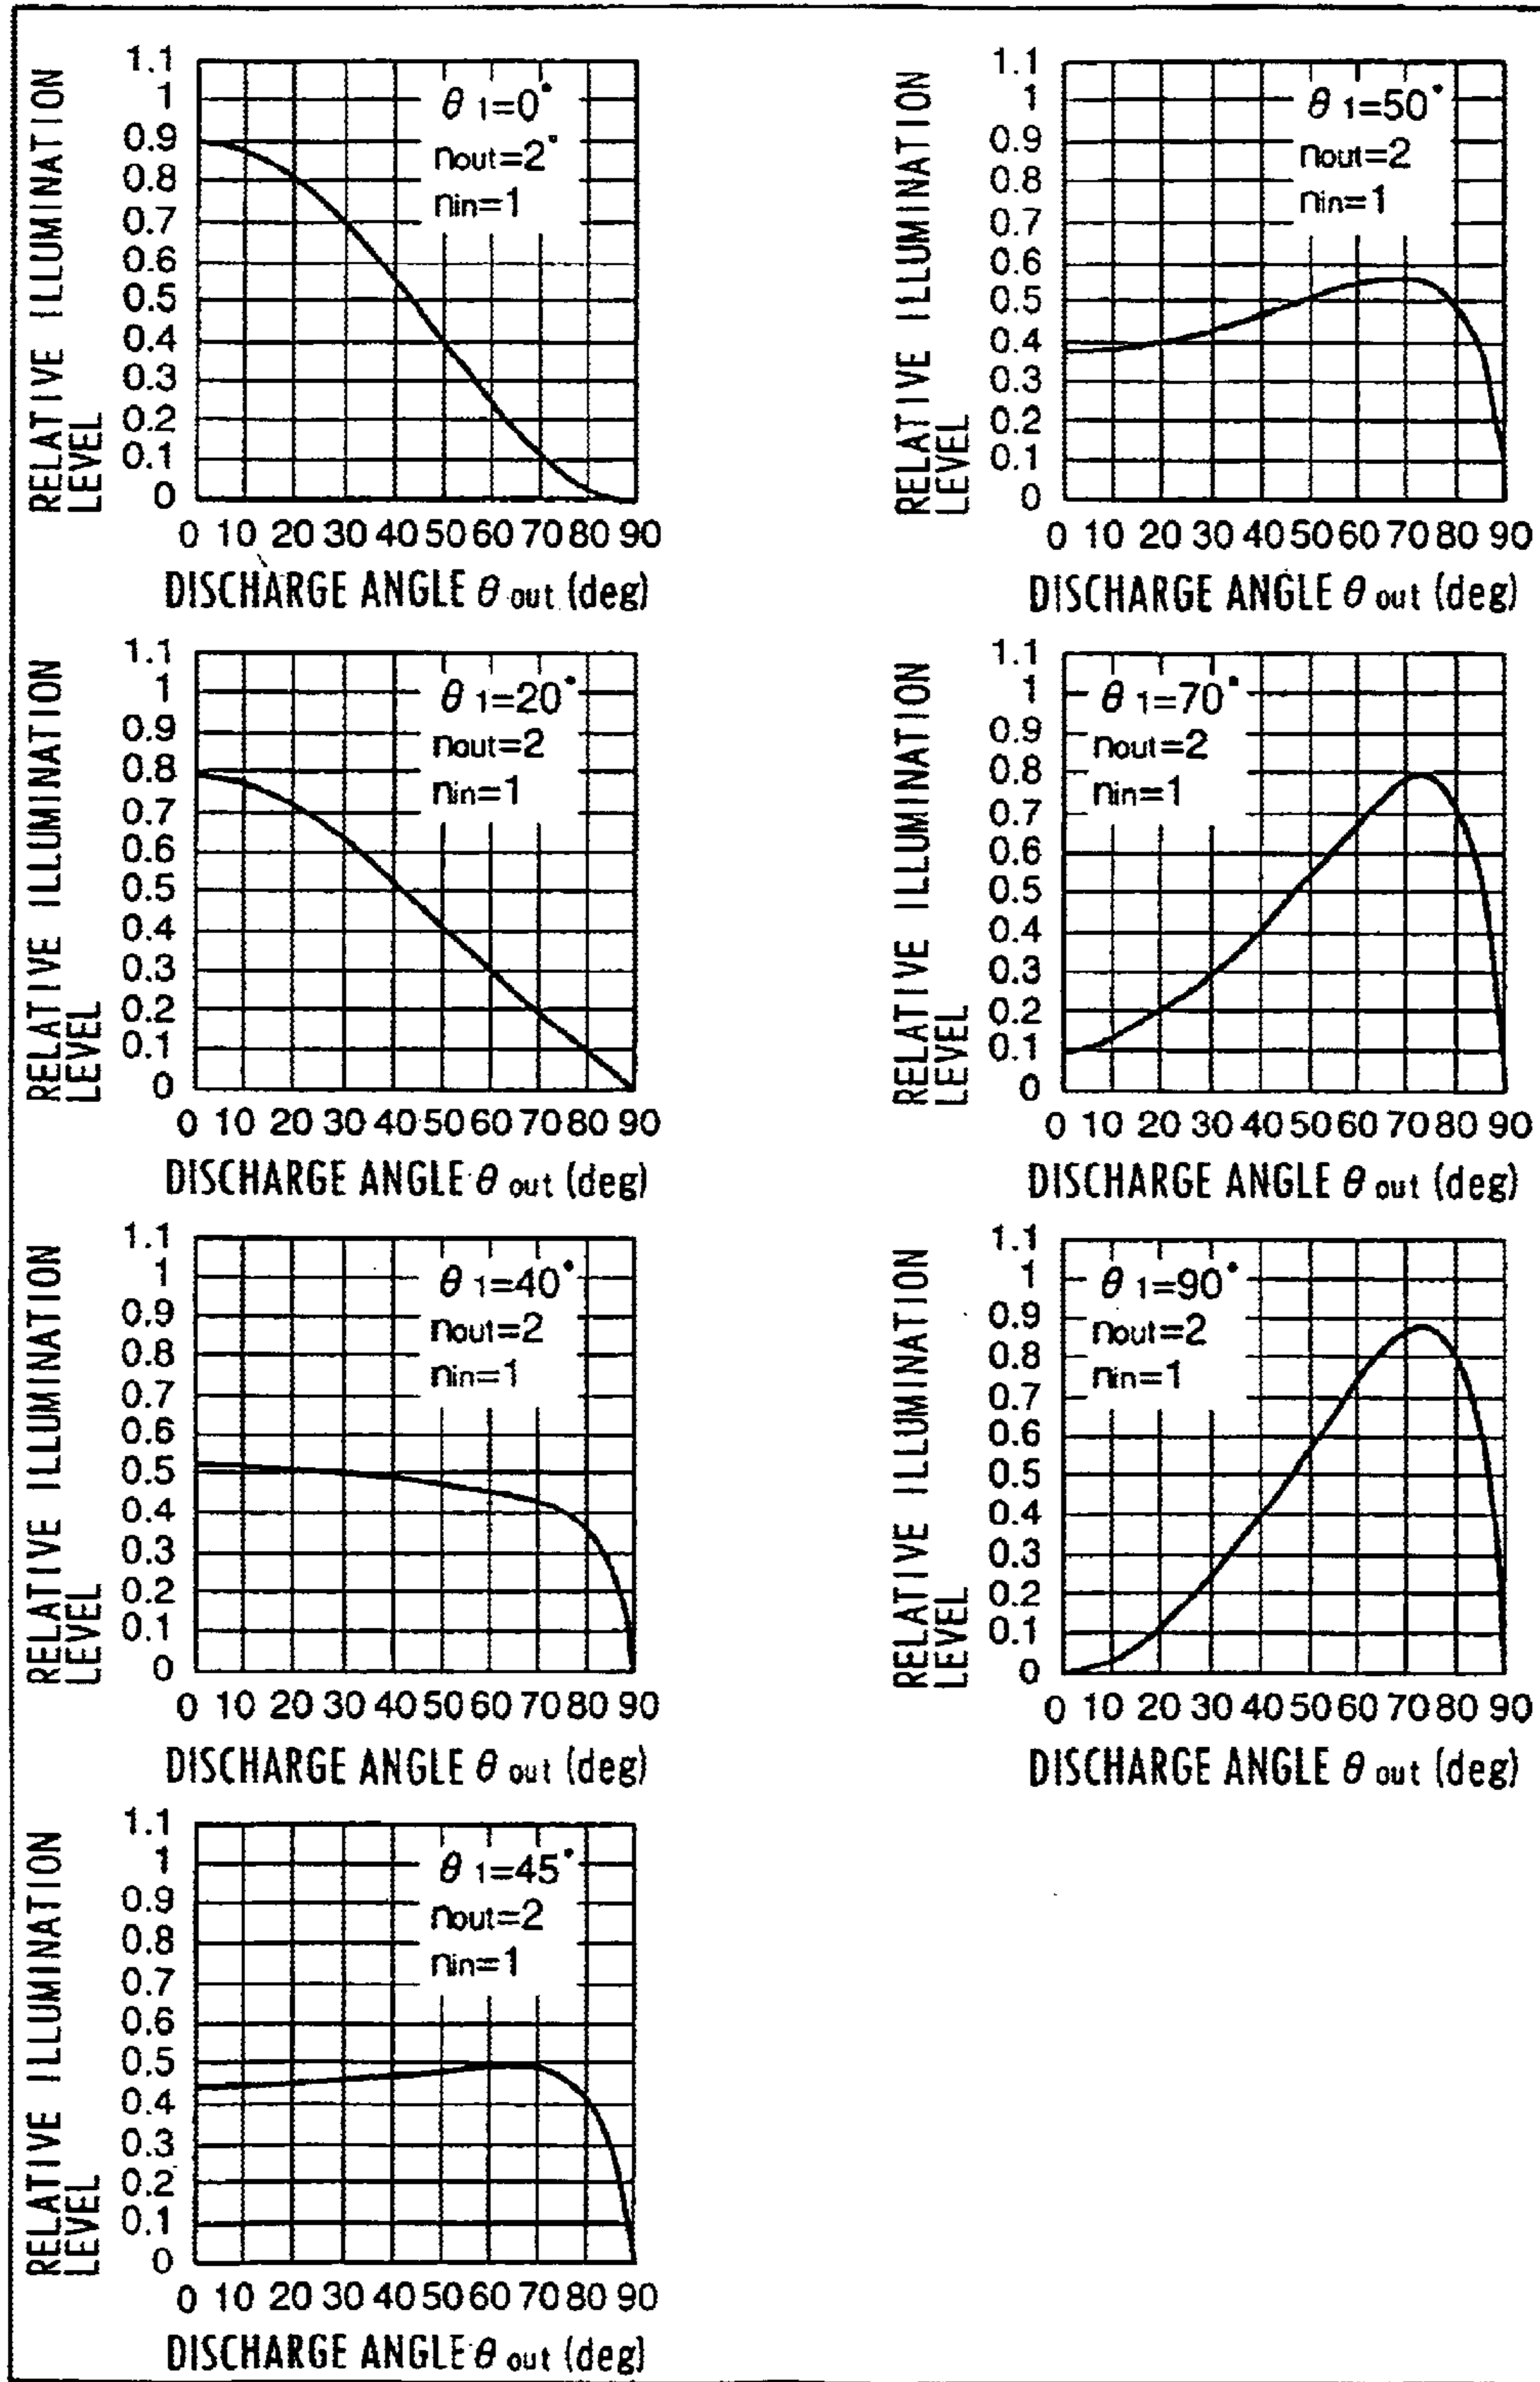 RELATIVE ILLUMINATION
LEVEL
1.1
1
0.9
0.8
0.7
0.6
0.5
0.4
0.3
0.2
0.1
0
θ 1=0°
nout=2°
nin=1
0 10 20 30 40 50 60 70 80 90
DISCHARGE ANGLE θ out (deg)
RELATIVE ILLUMINATION
LEVEL
1.1
1
0.9
0.8
0.7
0.6
0.5
0.4
0.3
0.2
0.1
0
θ 1=50°
nout=2
nin=1
0 10 20 30 40 50 60 70 80 90
DISCHARGE ANGLE θ out (deg)
RELATIVE ILLUMINATION
LEVEL
1.1
1
0.9
0.8
0.7
0.6
0.5
0.4
0.3
0.2
0.1
0
θ 1=20°
nout=2
nin=1
0 10 20 30 40 50 60 70 80 90
DISCHARGE ANGLE θ out (deg)
RELATIVE ILLUMINATION
LEVEL
1.1
1
0.9
0.8
0.7
0.6
0.5
0.4
0.3
0.2
0.1
0
θ 1=70°
nout=2
nin=1
0 10 20 30 40 50 60 70 80 90
DISCHARGE ANGLE θ out (deg)
RELATIVE ILLUMINATION
LEVEL
1.1
1
0.9
0.8
0.7
0.6
0.5
0.4
0.3
0.2
0.1
0
θ 1=40°
nout=2
nin=1
0 10 20 30 40 50 60 70 80 90
DISCHARGE ANGLE θ out (deg)
RELATIVE ILLUMINATION
LEVEL
1.1
1
0.9
0.8
0.7
0.6
0.5
0.4
0.3
0.2
0.1
0
θ 1=90°
nout=2
nin=1
0 10 20 30 40 50 60 70 80 90
DISCHARGE ANGLE θ out (deg)
RELATIVE ILLUMINATION
LEVEL
1.1
1
0.9
0.8
0.7
0.6
0.5
0.4
0.3
0.2
0.1
0
θ 1=45°
nout=2
nin=1
0 10 20 30 40 50 60 70 80 90
DISCHARGE ANGLE θ out (deg)